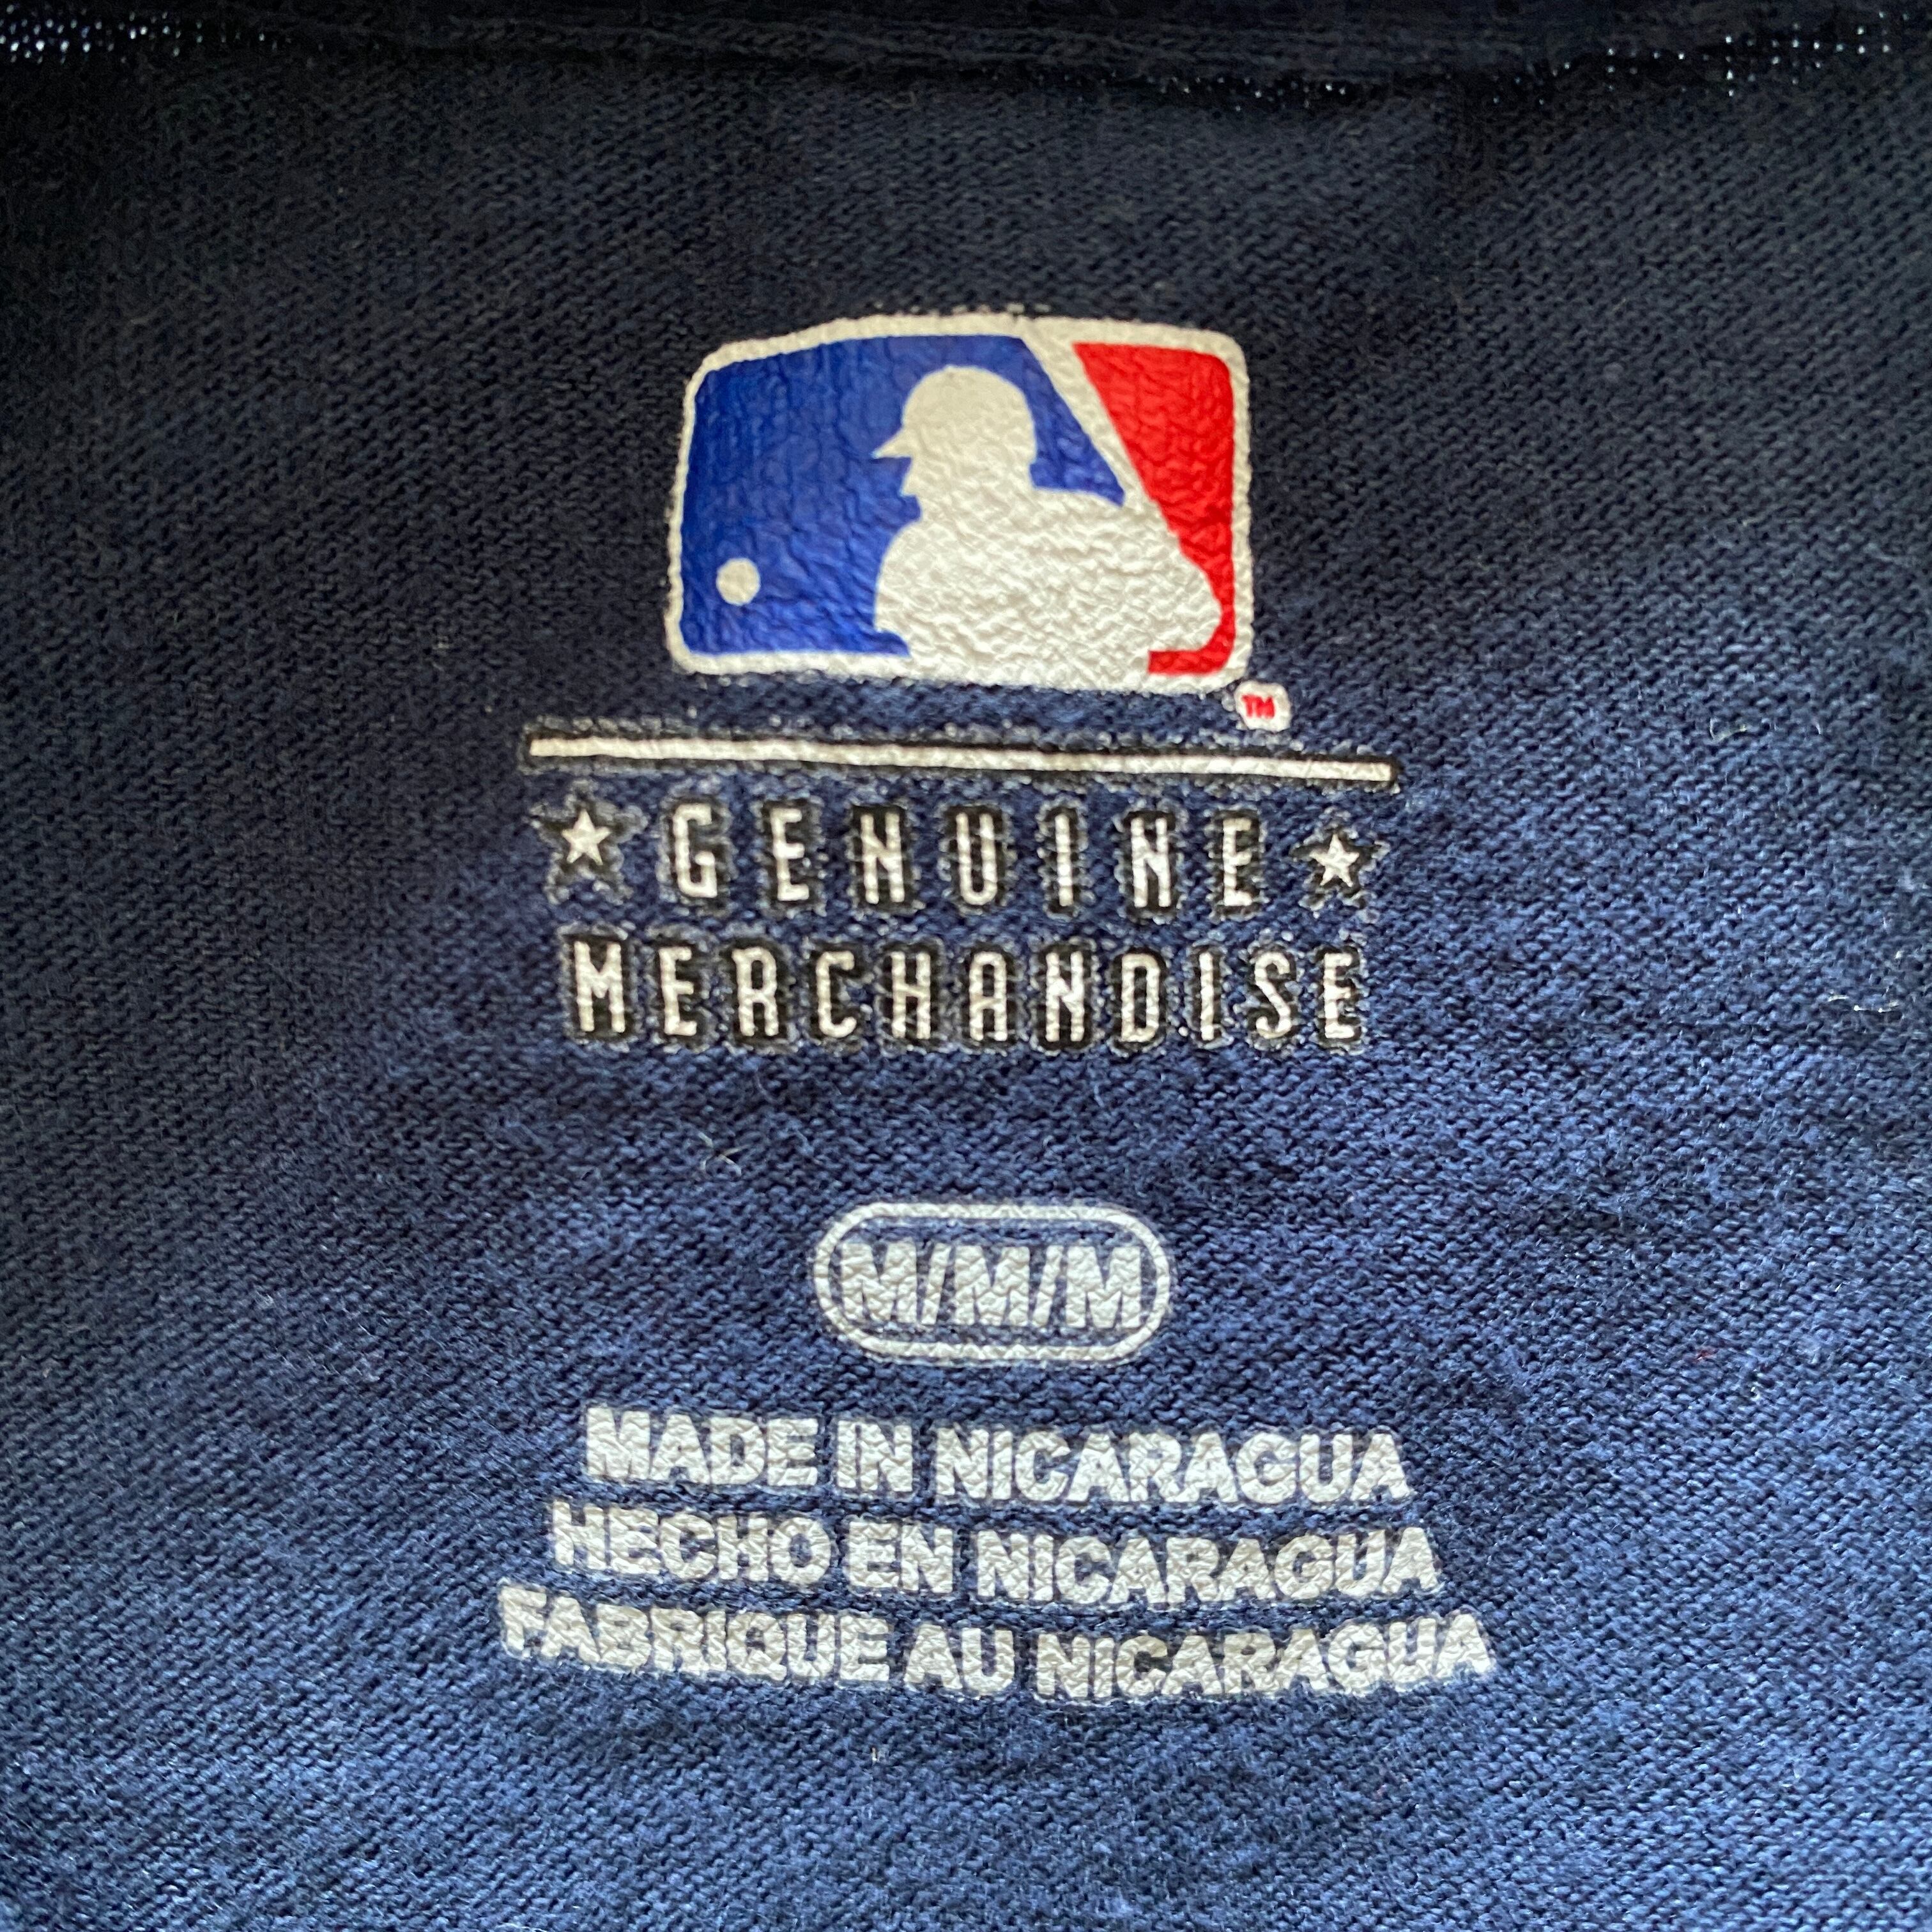 TM
★ GENUINE ★
MERCHANDISE
M/M/M
MADE IN NICARAGUA
HECHO EN NICARAGUA
FABRIQUE AU NICARAGUA